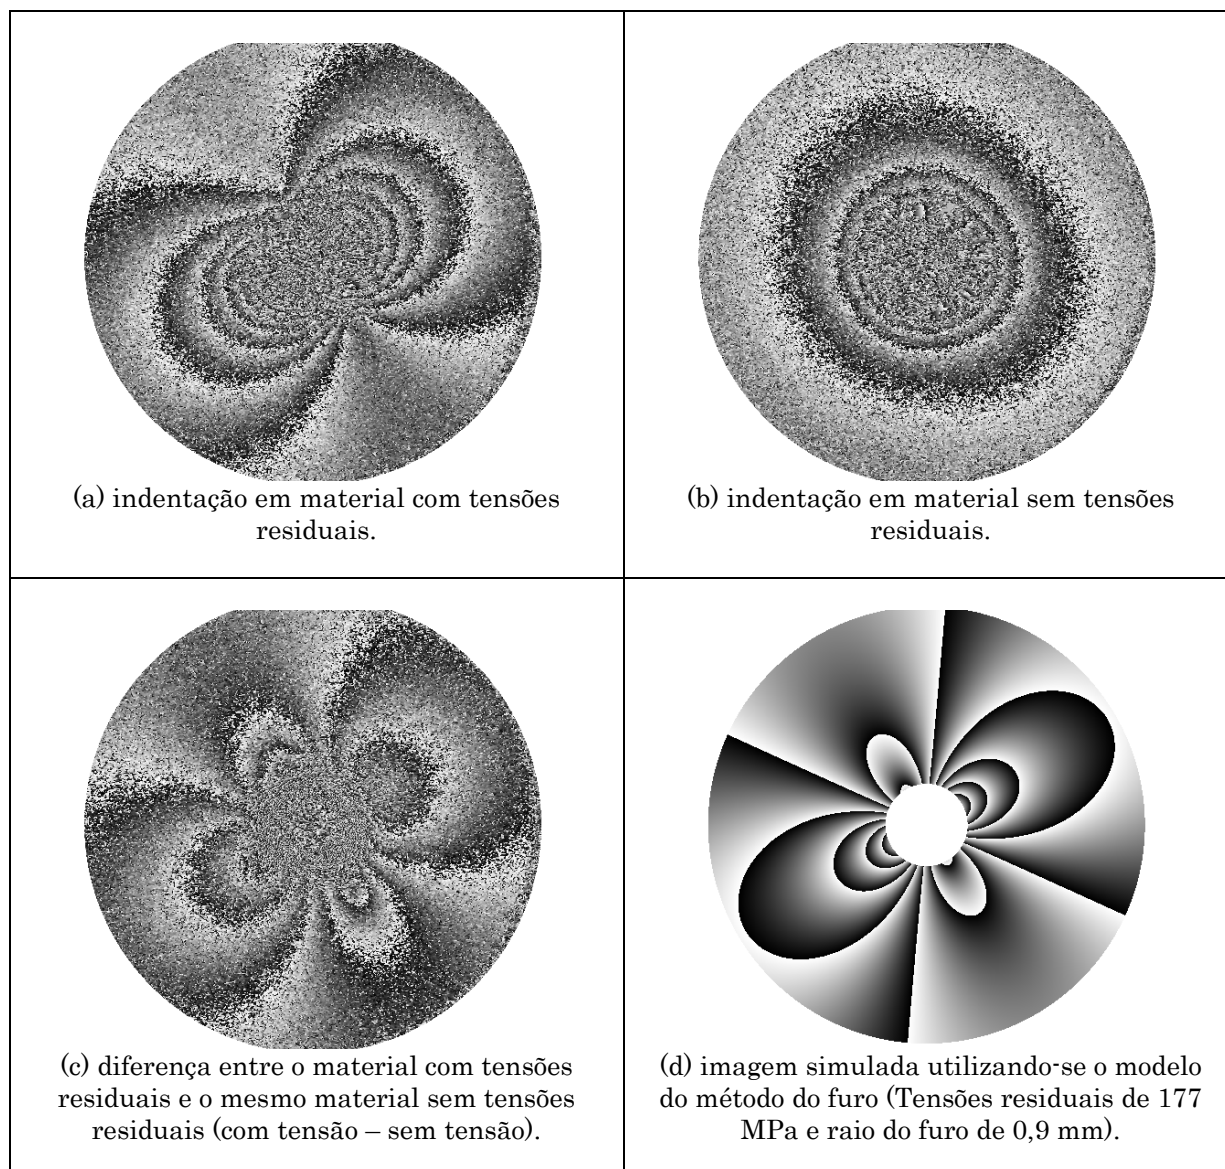 (a) indentação em material com tensões
residuais.
(b) indentação em material sem tensões
residuais.
(c) diferença entre o material com tensões
residuais e o mesmo material sem tensões
residuais (com tensão – sem tensão).
(d) imagem simulada utilizando-se o modelo
do método do furo (Tensões residuais de 177
MPa e raio do furo de 0,9 mm).